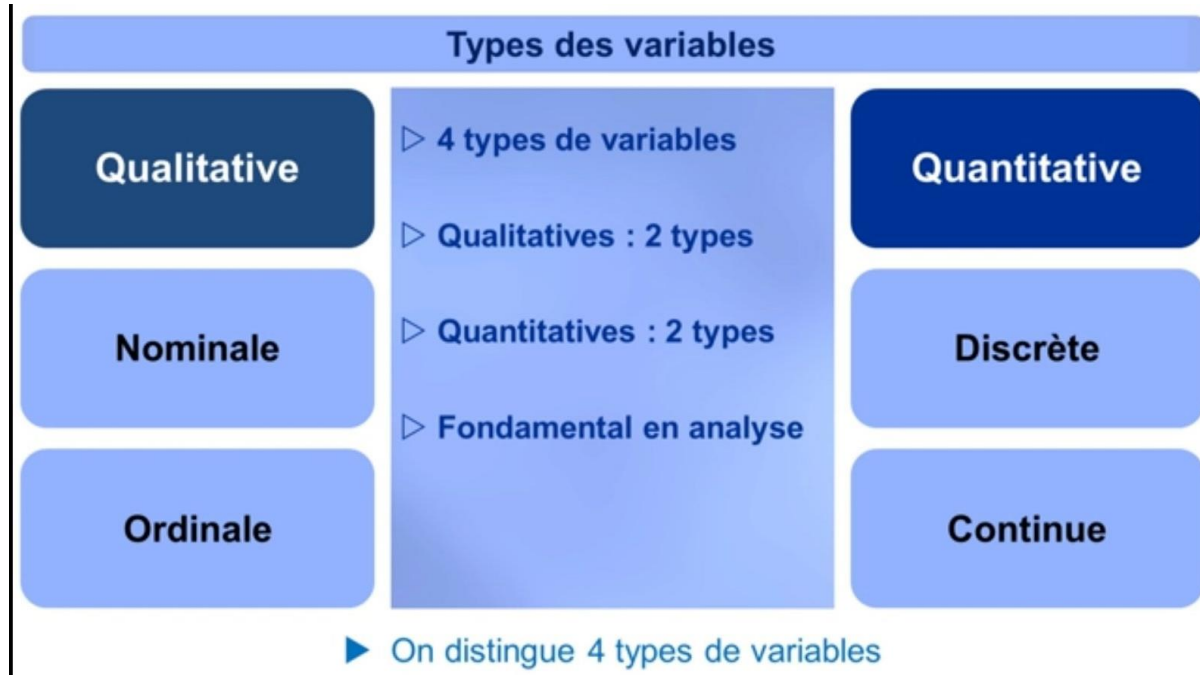 Types des variables
Qualitative
Nominale
Ordinale
▷ 4 types de variables
▷ Qualitatives : 2 types
▷ Quantitatives : 2 types
▷ Fondamental en analyse
Quantitative
Discrète
Continue
► On distingue 4 types de variables